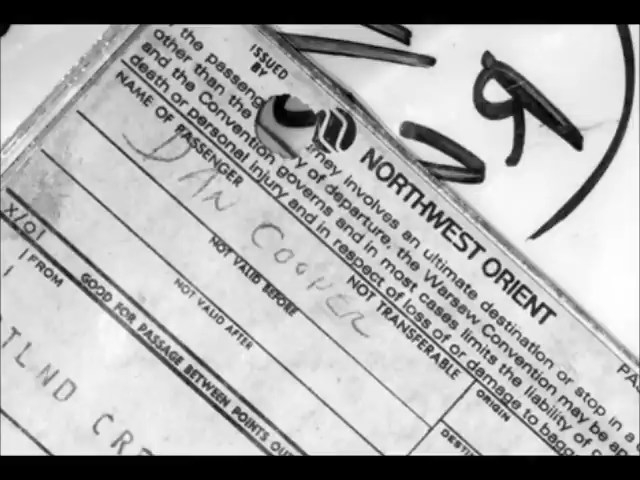 ISSUED
BY
NORTHWEST ORIENT
the passeng rney involves an ultimate destination or stop in a
other than the y of departure, the Warsaw Convention may be ap
and the Convention governs and in most cases limits the liability of
death or personal injury and in respect of loss of or damage to bagg
NAME OF PASSENGER
NOT TRANSFERABLE
DAN COOPER
NOT VALID BEFORE
ORIGIN
NOT VALID AFTER
DESTI
X/O
GOOD FOR PASSAGE BETWEEN POINTS OU
FROM
TLND
PA